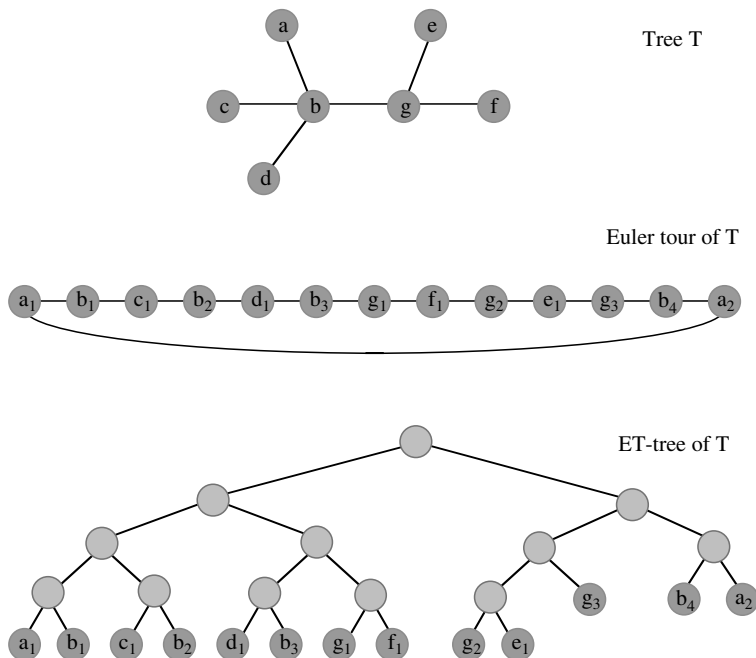 a e
Tree T
c b g f
d
Euler tour of T
a₁ b₁ c₁ b₂ d₁ b₃ g₁ f₁ g₂ e₁ g₃ b₄ a₂
ET-tree of T
g₃ b₄ a₂
a₁ b₁ c₁ b₂ d₁ b₃ g₁ f₁ g₂ e₁